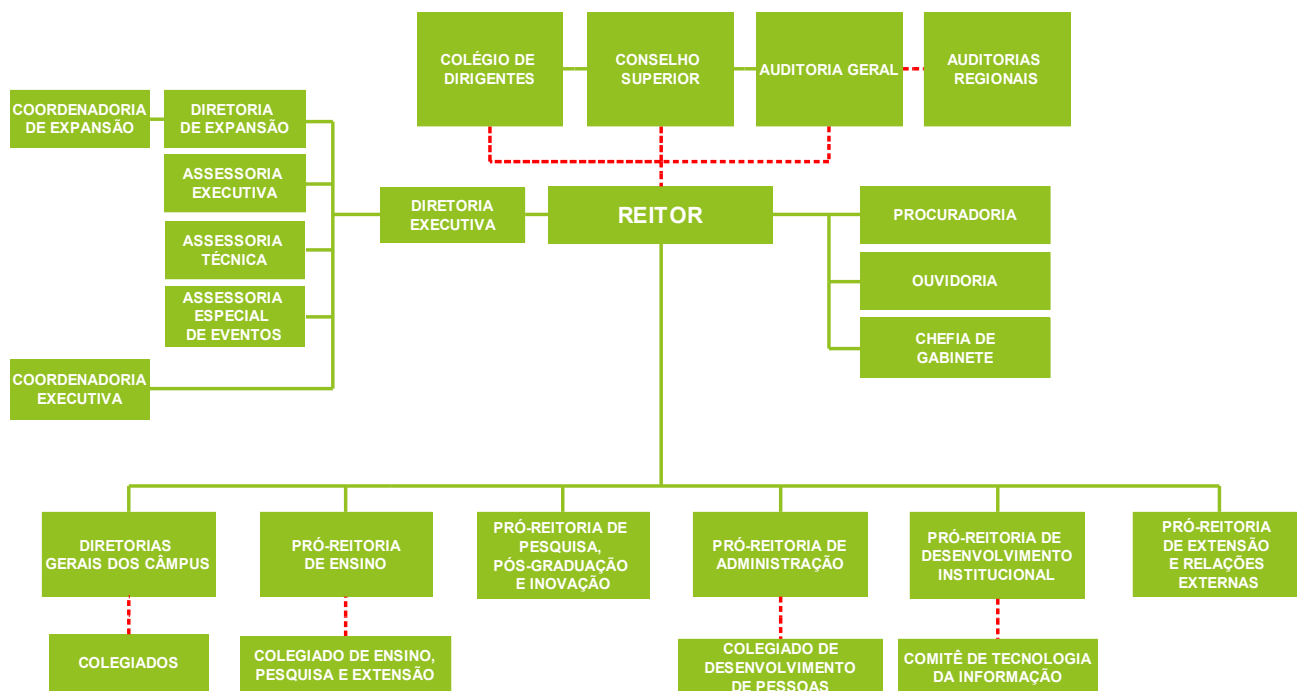 COLÉGIO DE
DIRIGENTES
CONSELHO
SUPERIOR
AUDITORIA GERAL
AUDITORIAS
REGIONAIS
COORDENADORIA
DE EXPANSÃO
DIRETORIA
DE EXPANSÃO
ASSESSORIA
EXECUTIVA
ASSESSORIA
TÉCNICA
ASSESSORIA
ESPECIAL
DE EVENTOS
COORDENADORIA
EXECUTIVA
DIRETORIA
EXECUTIVA
REITOR
PROCURADORIA
OUVIDORIA
CHEFIA DE
GABINETE
DIRETORIAS
GERAIS DOS CÂMPUS
PRÓ-REITORIA
DE ENSINO
PRÓ-REITORIA DE
PESQUISA,
PÓS-GRADUAÇÃO
E INOVAÇÃO
PRÓ-REITORIA DE
ADMINISTRAÇÃO
PRÓ-REITORIA DE
DESENVOLVIMENTO
INSTITUCIONAL
PRÓ-REITORIA
DE EXTENSÃO
E RELAÇÕES
EXTERNAS
COLEGIADOS
COLEGIADO DE ENSINO,
PESQUISA E EXTENSÃO
COLEGIADO DE
DESENVOLVIMENTO
DE PESSOAS
COMITÊ DE TECNOLOGIA
DA INFORMAÇÃO